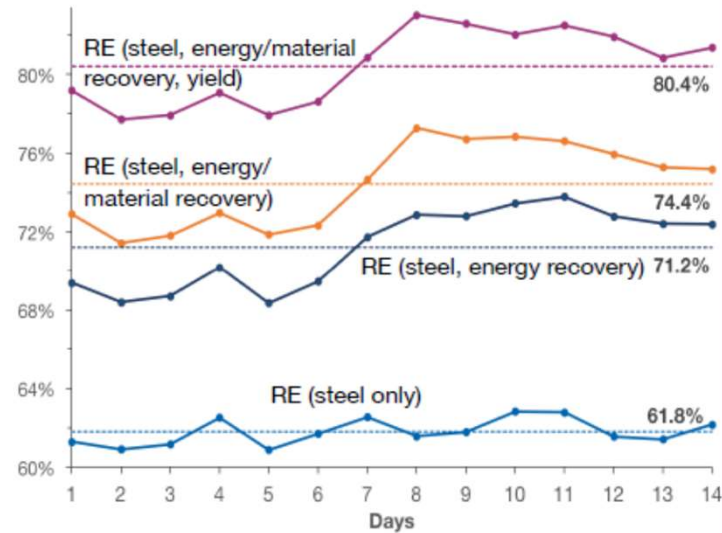 RE (steel, energy/material
recovery, yield)
80%
80.4%
76%
RE (steel, energy/
material recovery)
74.4%
72%
RE (steel, energy recovery) 71.2%
68%
64%
RE (steel only)
61.8%
60%
1 2 3 4 5 6 7 8 9 10 11 12 13 14
Days